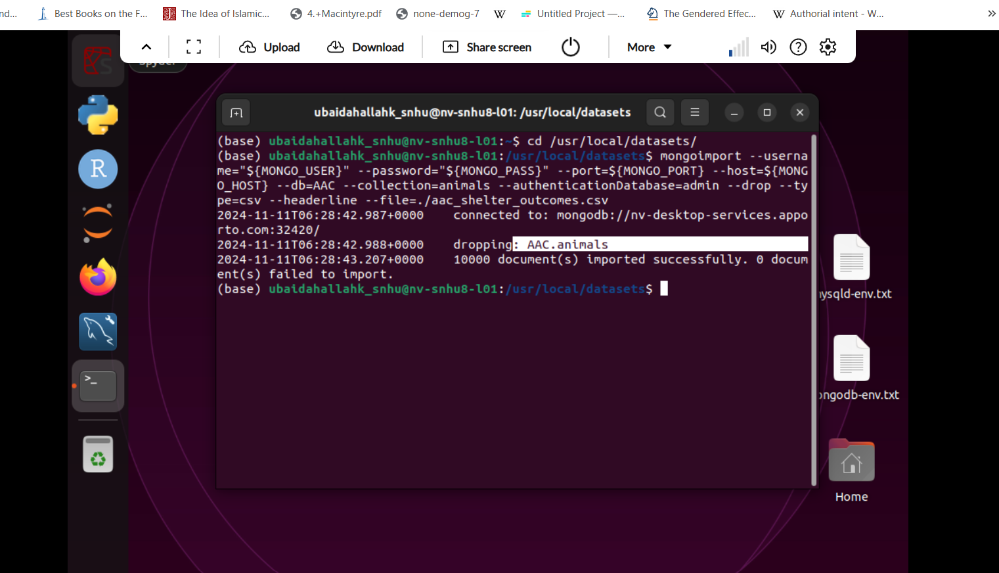 nd...
Best Books on the F...
The Idea of Islamic...
4.+Macintyre.pdf
none-demog-7
W
Untitled Project —...
The Gendered Effec...
W
Authorial intent - W...
»
Upload
Download
Share screen
More
ubaidahallahk_snhu@nv-snhu8-l01: /usr/local/datasets
(base) ubaidahallahk_snhu@nv-snhu8-l01:~$ cd /usr/local/datasets/
(base) ubaidahallahk_snhu@nv-snhu8-l01:/usr/local/datasets$ mongoimport --userna
me="${MONGO_USER}" --password="${MONGO_PASS}" --port=${MONGO_PORT} --host=${MONG
O_HOST} --db=AAC --collection=animals --authenticationDatabase=admin --drop --ty
pe=csv --headerline --file=./aac_shelter_outcomes.csv
2024-11-11T06:28:42.987+0000    connected to: mongodb://nv-desktop-services.appo
rto.com:32420/
2024-11-11T06:28:42.988+0000    dropping: AAC.animals
2024-11-11T06:28:43.207+0000    10000 document(s) imported successfully. 0 docum
ent(s) failed to import.
(base) ubaidahallahk_snhu@nv-snhu8-l01:/usr/local/datasets$
R
>_
ysqld-env.txt
ongodb-env.txt
Home